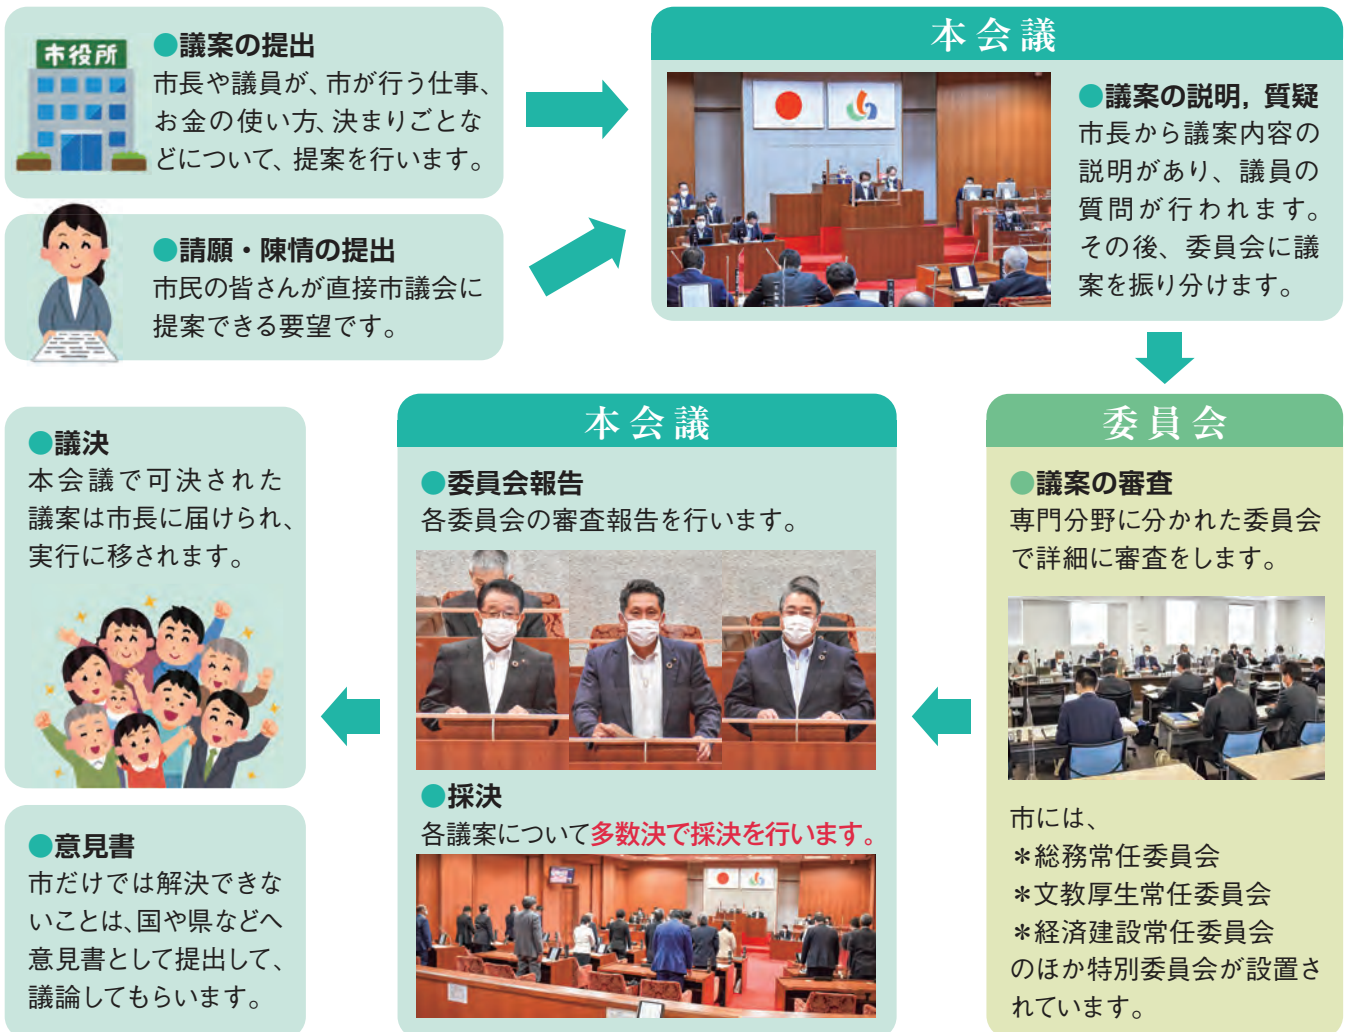 市役所
●議案の提出
市長や議員が、市が行う仕事、
お金の使い方、決まりごとな
どについて、提案を行います。
●請願・陳情の提出
市民の皆さんが直接市議会に
提案できる要望です。
本会議
●議案の説明，質疑
市長から議案内容の
説明があり、議員の
質問が行われます。
その後、委員会に議
案を振り分けます。
委員会
●議案の審査
専門分野に分かれた委員会
で詳細に審査をします。
市には、
＊総務常任委員会
＊文教厚生常任委員会
＊経済建設常任委員会
のほか特別委員会が設置さ
れています。
本会議
●委員会報告
各委員会の審査報告を行います。
●採決
各議案について多数決で採決を行います。
●議決
本会議で可決された
議案は市長に届けられ、
実行に移されます。
●意見書
市だけでは解決できな
いことは、国や県などへ
意見書として提出して、
議論してもらいます。